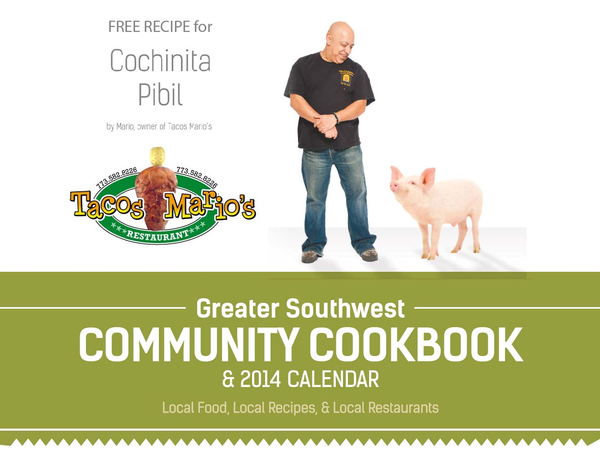 FREE RECIPE for
Cochinita
Pibil
by Mario, owner of Tacos Mario's
773.582.8226 773.582.8226
Tacos Mario's
RESTAURANT
Greater Southwest
COMMUNITY COOKBOOK
& 2014 CALENDAR
Local Food, Local Recipes, & Local Restaurants